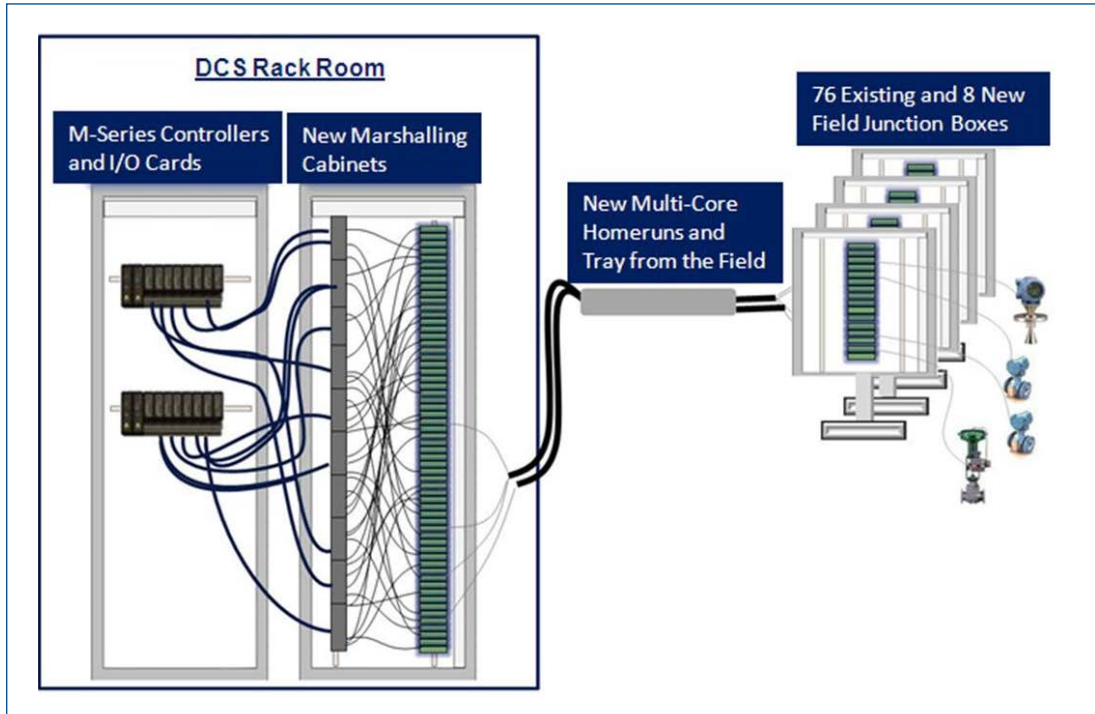 DCS Rack Room
M-Series Controllers
and I/O Cards
New Marshalling
Cabinets
New Multi-Core
Homeruns and
Tray from the Field
76 Existing and 8 New
Field Junction Boxes